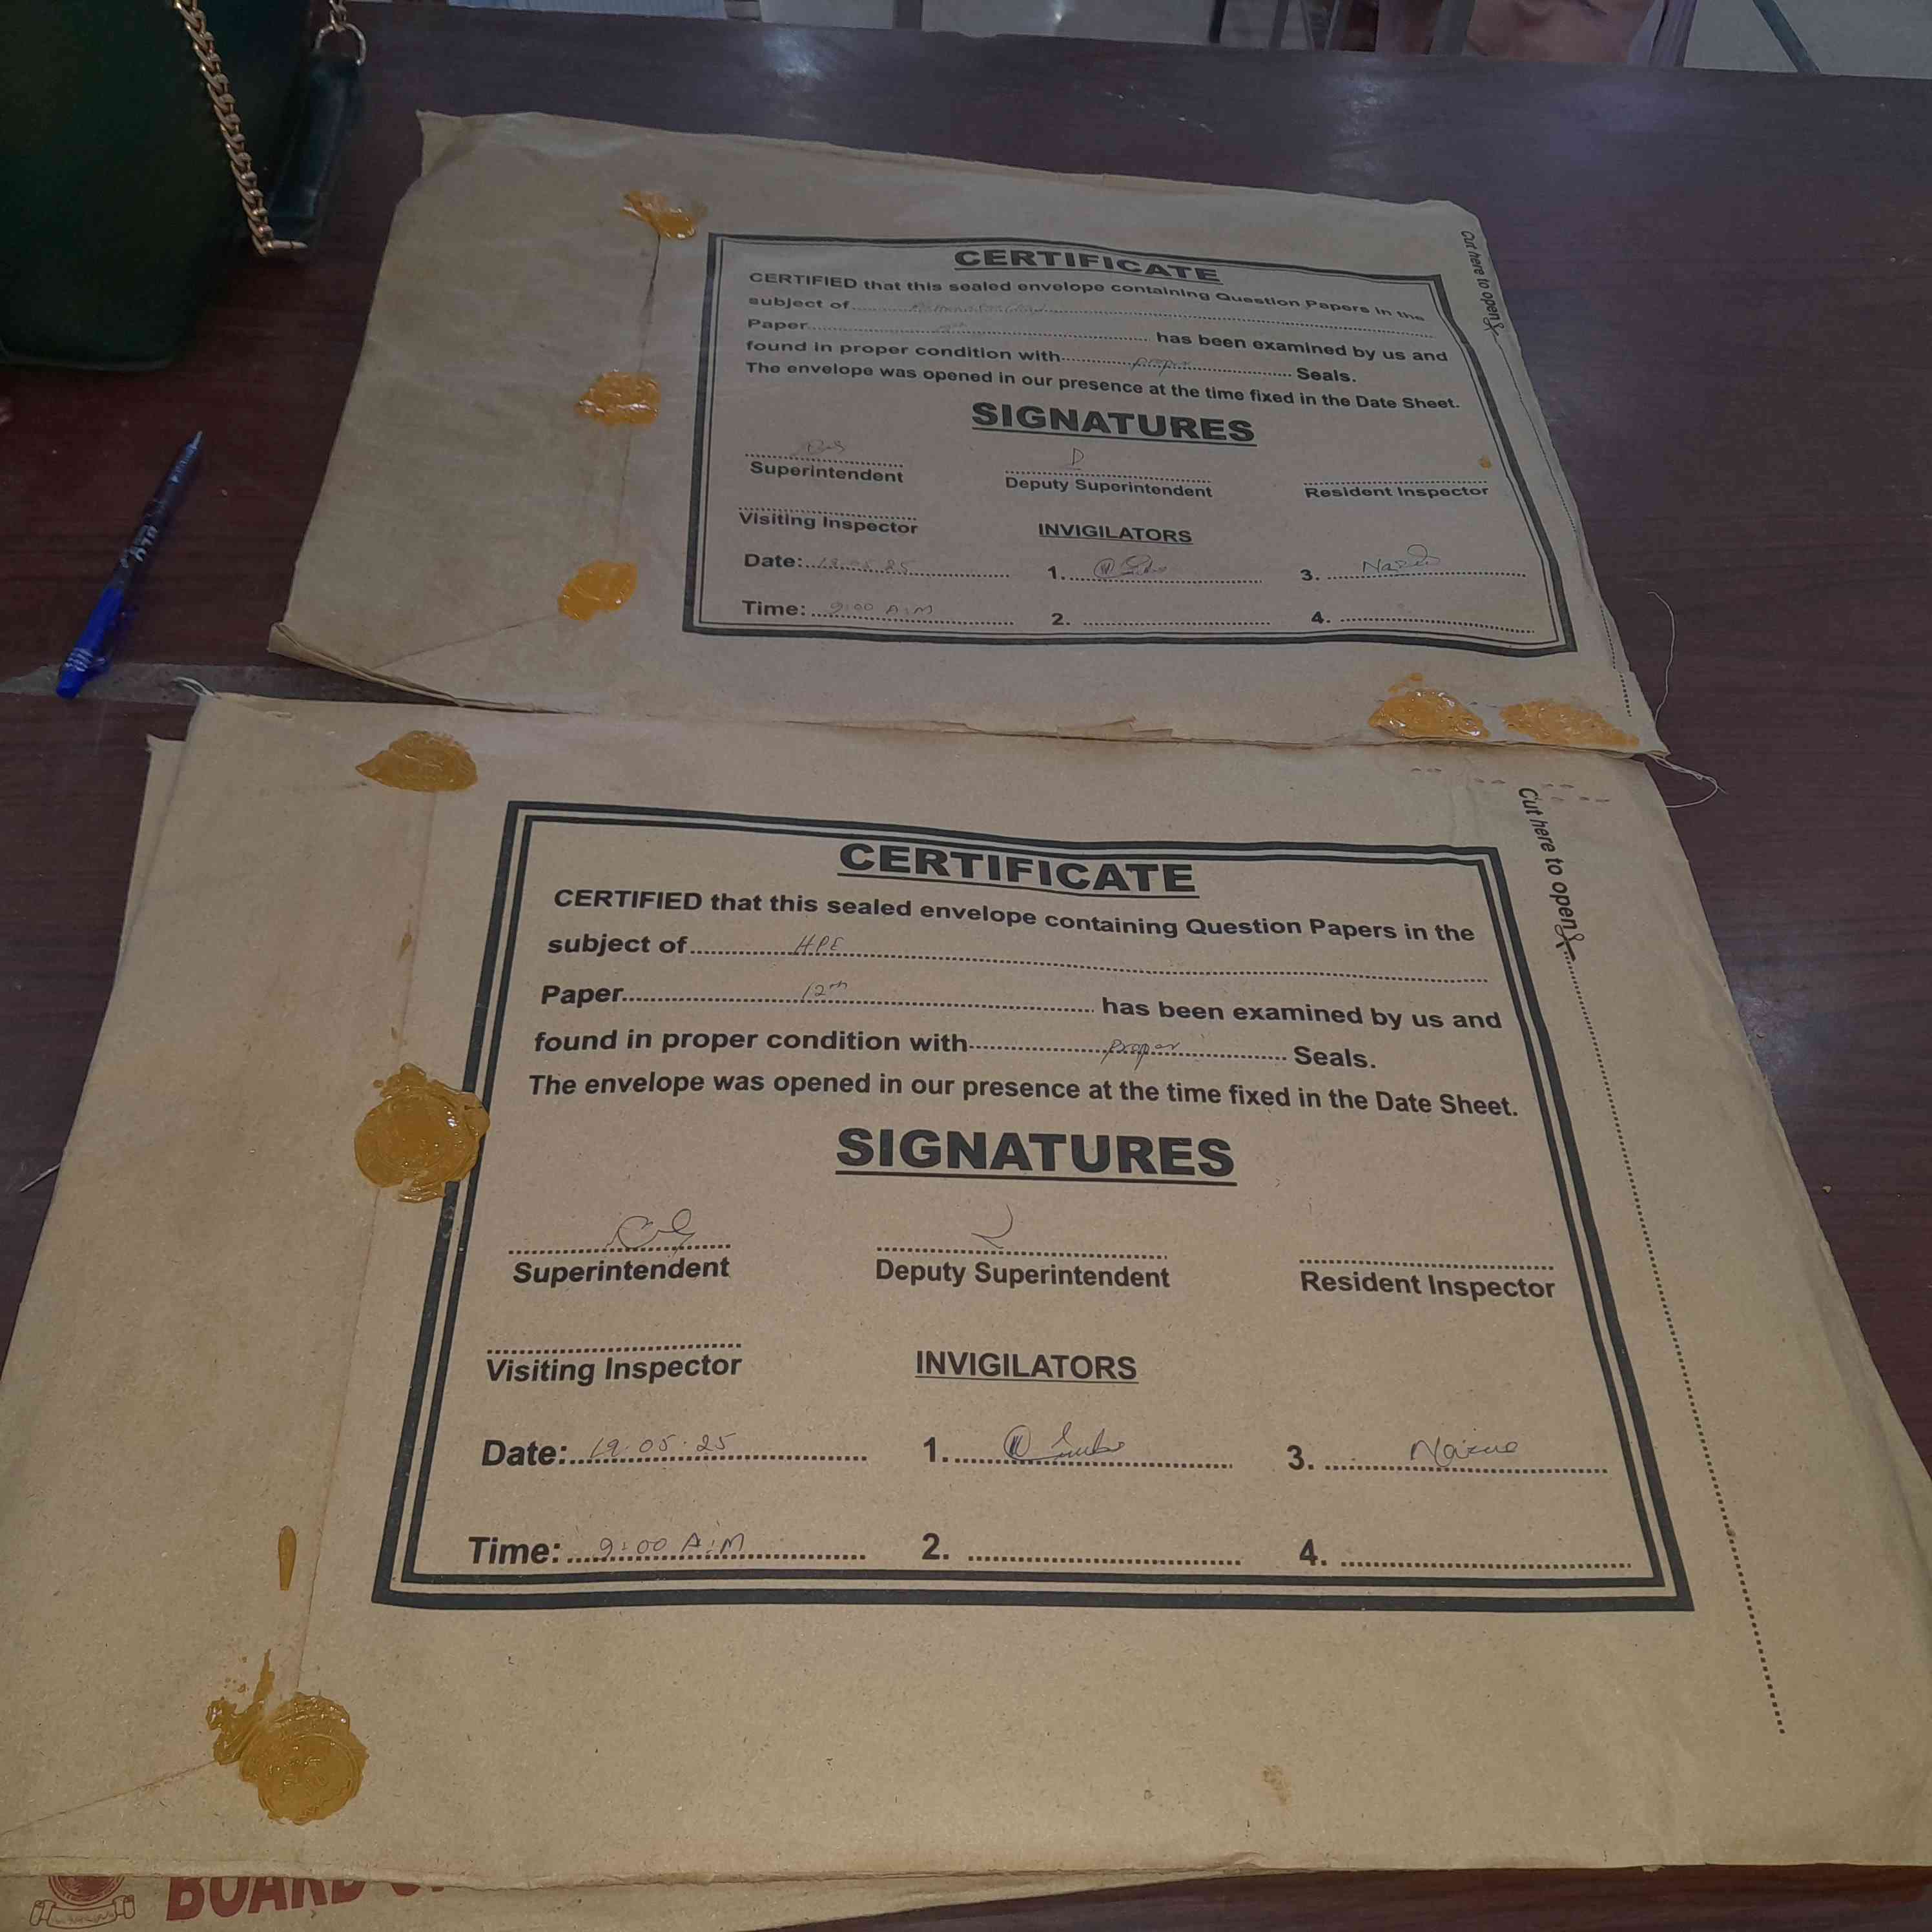 CERTIFICATE
CERTIFIED that this sealed envelope containing Question Papers in the
subject of
Paper has been examined by us and
found in proper condition with proper Seals.
The envelope was opened in our presence at the time fixed in the Date Sheet.
SIGNATURES
Superintendent Deputy Superintendent Resident Inspector
Visiting Inspector INVIGILATORS
Date: 19.05.25 1. 3.
Time: 9:00 A:M 2. 4.
Cut here to open
CERTIFICATE
CERTIFIED that this sealed envelope containing Question Papers in the
subject of HPE
Paper 12th has been examined by us and
found in proper condition with proper Seals.
The envelope was opened in our presence at the time fixed in the Date Sheet.
SIGNATURES
Superintendent Deputy Superintendent Resident Inspector
Visiting Inspector INVIGILATORS
Date: 19.05.25 1. 3.
Time: 9:00 A:M 2. 4.
Cut here to open
BOARD